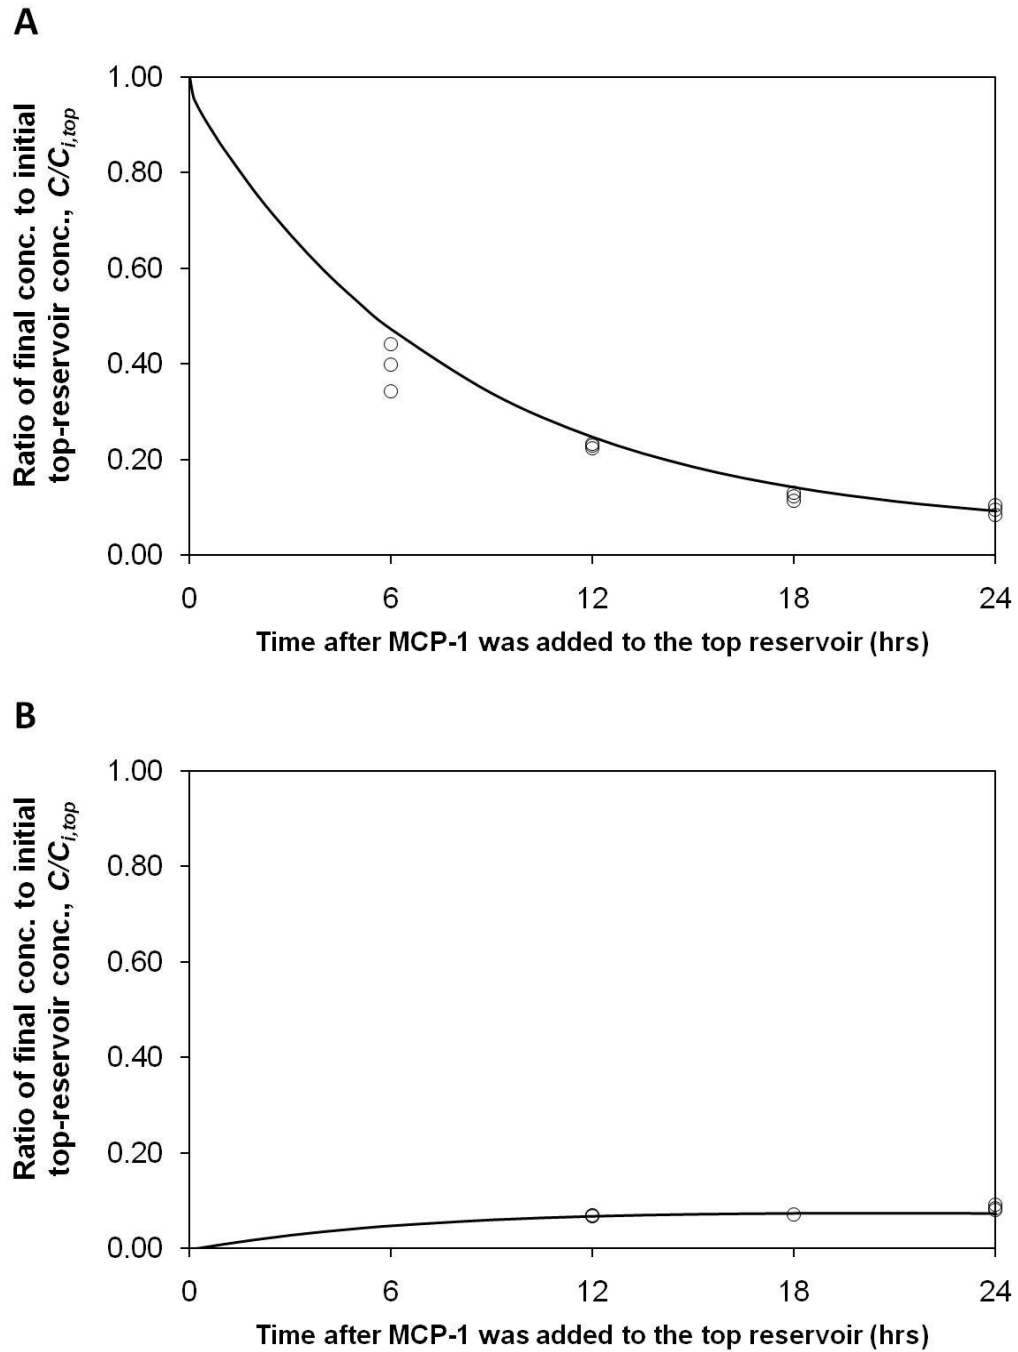 A
Ratio of final conc. to initial
top-reservoir conc., C/Ci,top
1.00
0.80
0.60
0.40
0.20
0.00
0 6 12 18 24
Time after MCP-1 was added to the top reservoir (hrs)
B
Ratio of final conc. to initial
top-reservoir conc., C/Ci,top
1.00
0.80
0.60
0.40
0.20
0.00
0 6 12 18 24
Time after MCP-1 was added to the top reservoir (hrs)